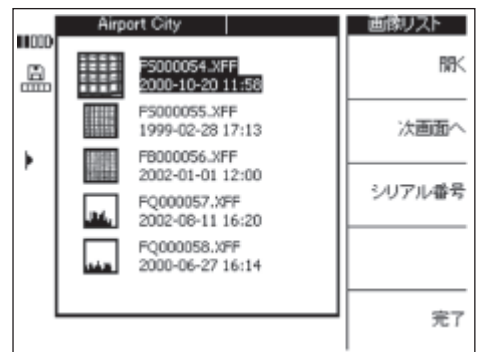 Airport City
画像リスト
FS000054.XFF
2000-10-20 11:58
FS000055.XFF
1999-02-28 17:13
FB000056.XFF
2002-01-01 12:00
FQ000057.XFF
2002-08-11 16:20
FQ000058.XFF
2000-06-27 16:14
開く
次画面へ
シリアル番号
完了